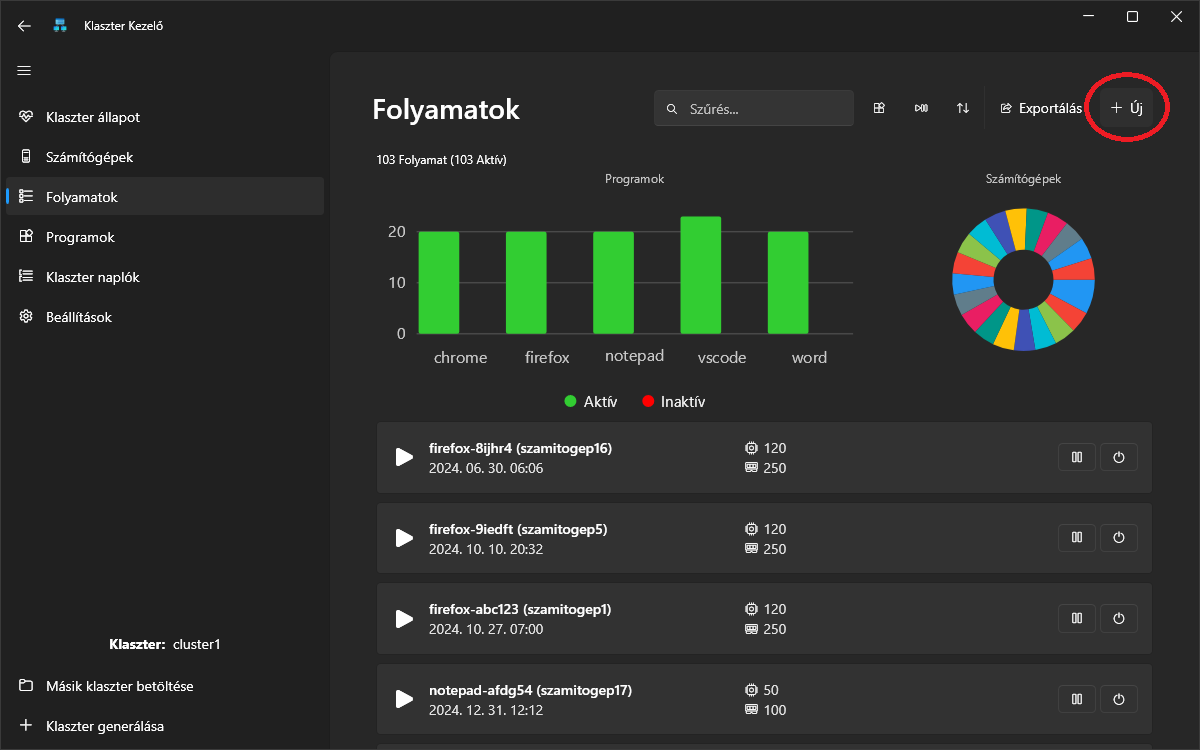 Klaszter Kezelő
Klaszter állapot
Számítógépek
Folyamatok
Programok
Klaszter naplók
Beállítások
Klaszter: cluster1
Másik klaszter betöltése
Klaszter generálása
Folyamatok
Szűrés...
Exportálás
Új
103 Folyamat (103 Aktív)
Programok
20
10
0
chrome firefox notepad vscode word
Aktív Inaktív
Számítógépek
firefox-8ijhr4 (szamitogep16) 120
2024. 06. 30. 06:06 250
firefox-9iedft (szamitogep5) 120
2024. 10. 10. 20:32 250
firefox-abc123 (szamitogep1) 120
2024. 10. 27. 07:00 250
notepad-afdg54 (szamitogep17) 50
2024. 12. 31. 12:12 100